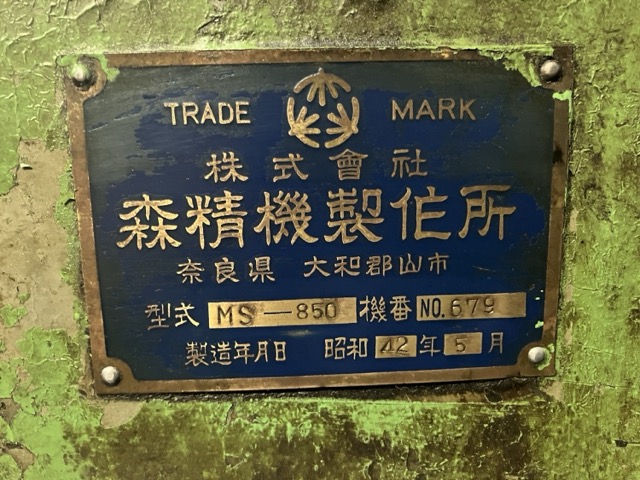 TRADE MARK
株式會社
森精機製作所
奈良県 大和郡山市
型式 MS-850 機番 NO.679
製造年月日 昭和 42 年 5 月